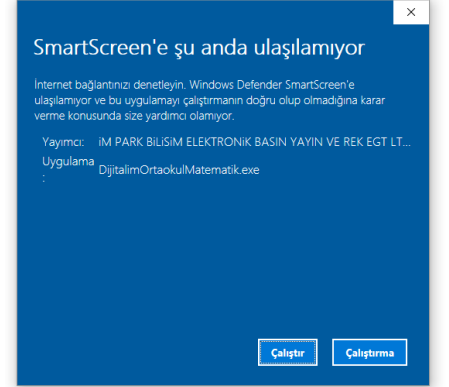 SmartScreen'e şu anda ulaşılamıyor
İnternet bağlantınızı denetleyin. Windows Defender SmartScreen'e
ulaşılamıyor ve bu uygulamayı çalıştırmanın doğru olup olmadığına karar
verme konusunda size yardımcı olamıyor.
Yayımcı: iM PARK BiLiSiM ELEKTRONiK BASIN YAYIN VE REK EGT LT...
Uygulama
: DijitalimOrtaokulMatematik.exe
Çalıştır Çalıştırma